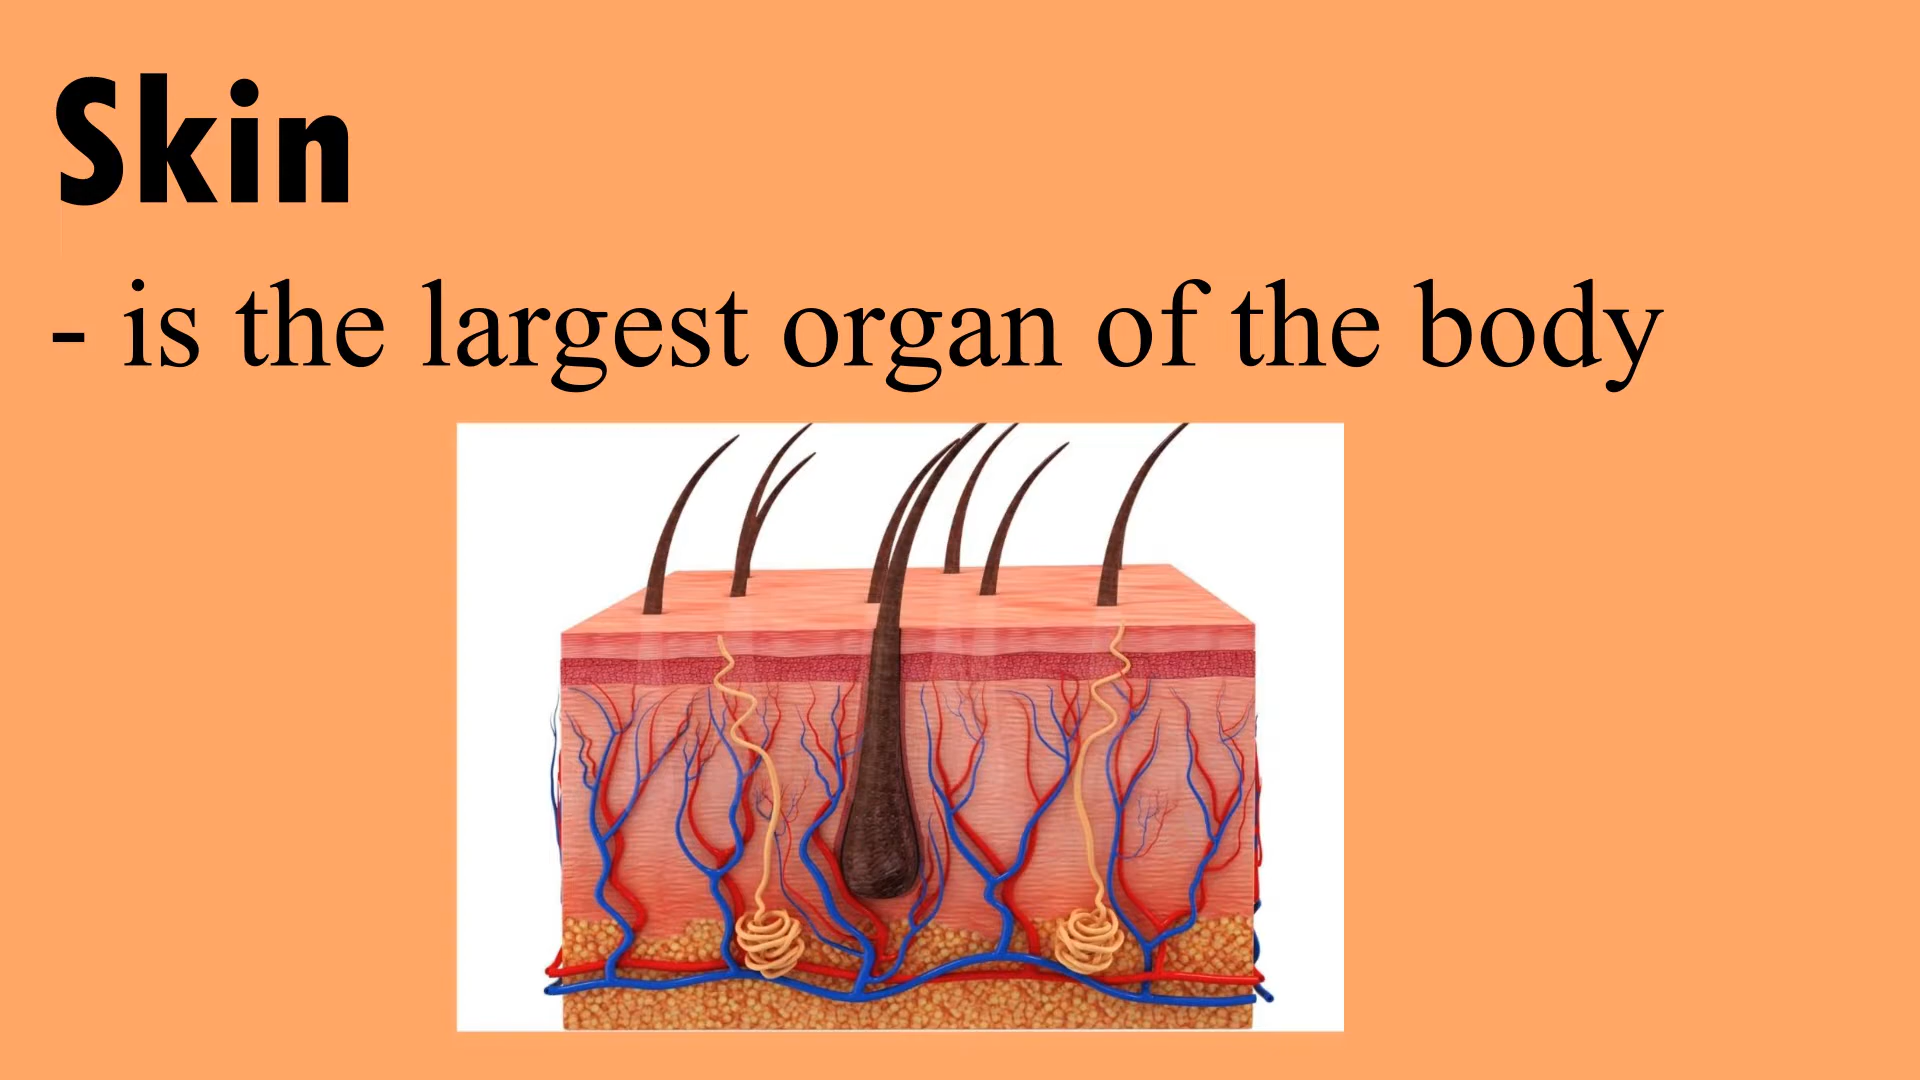 Skin
- is the largest organ of the body